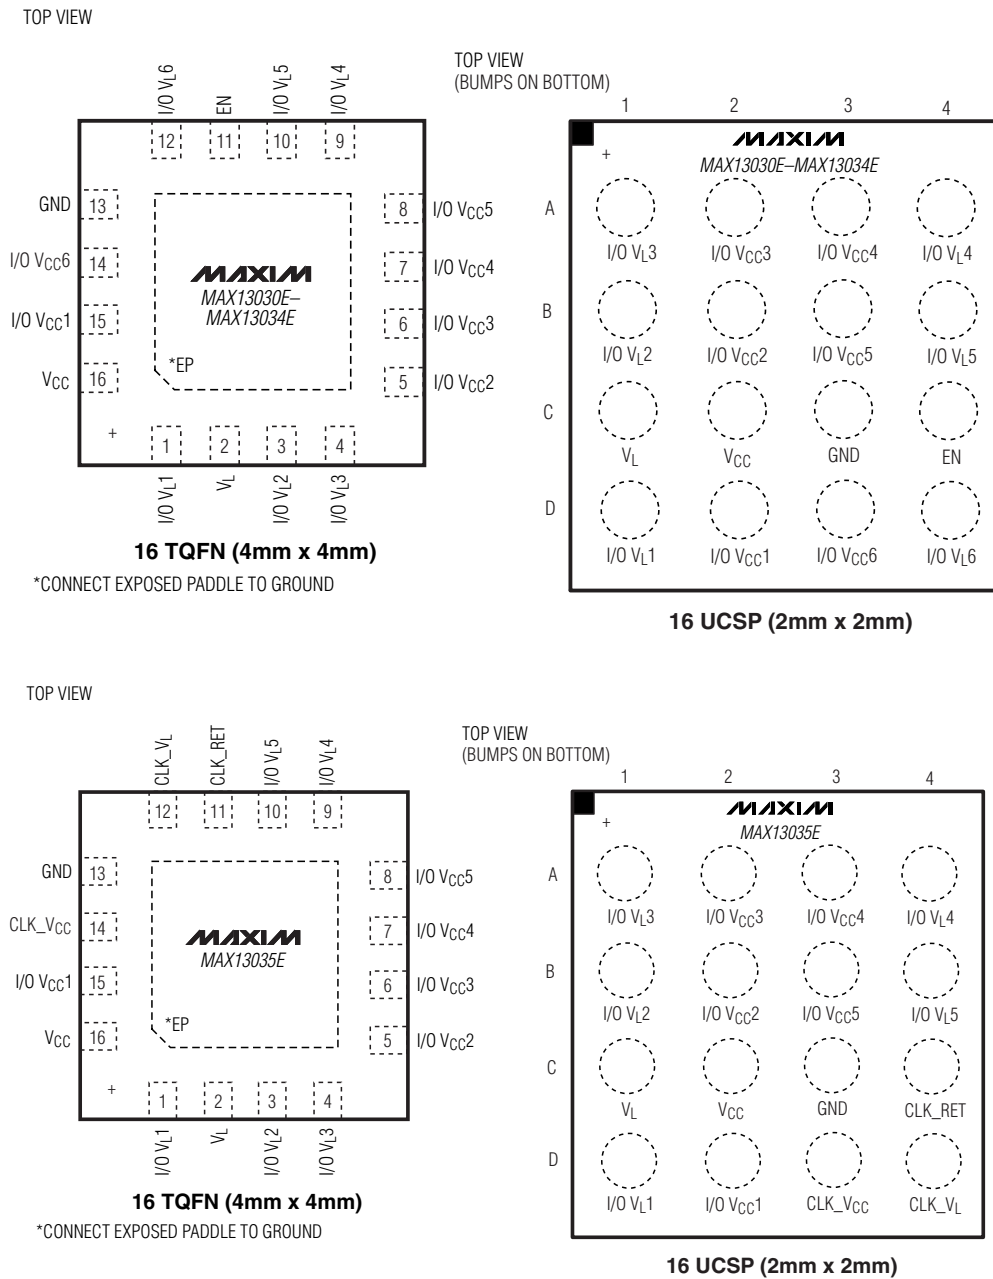 TOP VIEW
I/O VL6
EN
I/O VL5
I/O VL4
12
11
10
9
GND
13
I/O VCC6
14
I/O VCC1
15
VCC
16
8
I/O VCC5
7
I/O VCC4
6
I/O VCC3
5
I/O VCC2
MAXIM
MAX13030E–
MAX13034E
*EP
+
1
2
3
4
I/O VL1
VL
I/O VL2
I/O VL3
16 TQFN (4mm x 4mm)
*CONNECT EXPOSED PADDLE TO GROUND
TOP VIEW
(BUMPS ON BOTTOM)
1 2 3 4
+
MAXIM
MAX13030E–MAX13034E
A
I/O VL3 I/O VCC3 I/O VCC4 I/O VL4
B
I/O VL2 I/O VCC2 I/O VCC5 I/O VL5
C
VL VCC GND EN
D
I/O VL1 I/O VCC1 I/O VCC6 I/O VL6
16 UCSP (2mm x 2mm)
TOP VIEW
CLK_VL
CLK_RET
I/O VL5
I/O VL4
12
11
10
9
GND
13
CLK_VCC
14
I/O VCC1
15
VCC
16
8
I/O VCC5
7
I/O VCC4
6
I/O VCC3
5
I/O VCC2
MAXIM
MAX13035E
*EP
+
1
2
3
4
I/O VL1
VL
I/O VL2
I/O VL3
16 TQFN (4mm x 4mm)
*CONNECT EXPOSED PADDLE TO GROUND
TOP VIEW
(BUMPS ON BOTTOM)
1 2 3 4
+
MAXIM
MAX13035E
A
I/O VL3 I/O VCC3 I/O VCC4 I/O VL4
B
I/O VL2 I/O VCC2 I/O VCC5 I/O VL5
C
VL VCC GND CLK_RET
D
I/O VL1 I/O VCC1 CLK_VCC CLK_VL
16 UCSP (2mm x 2mm)